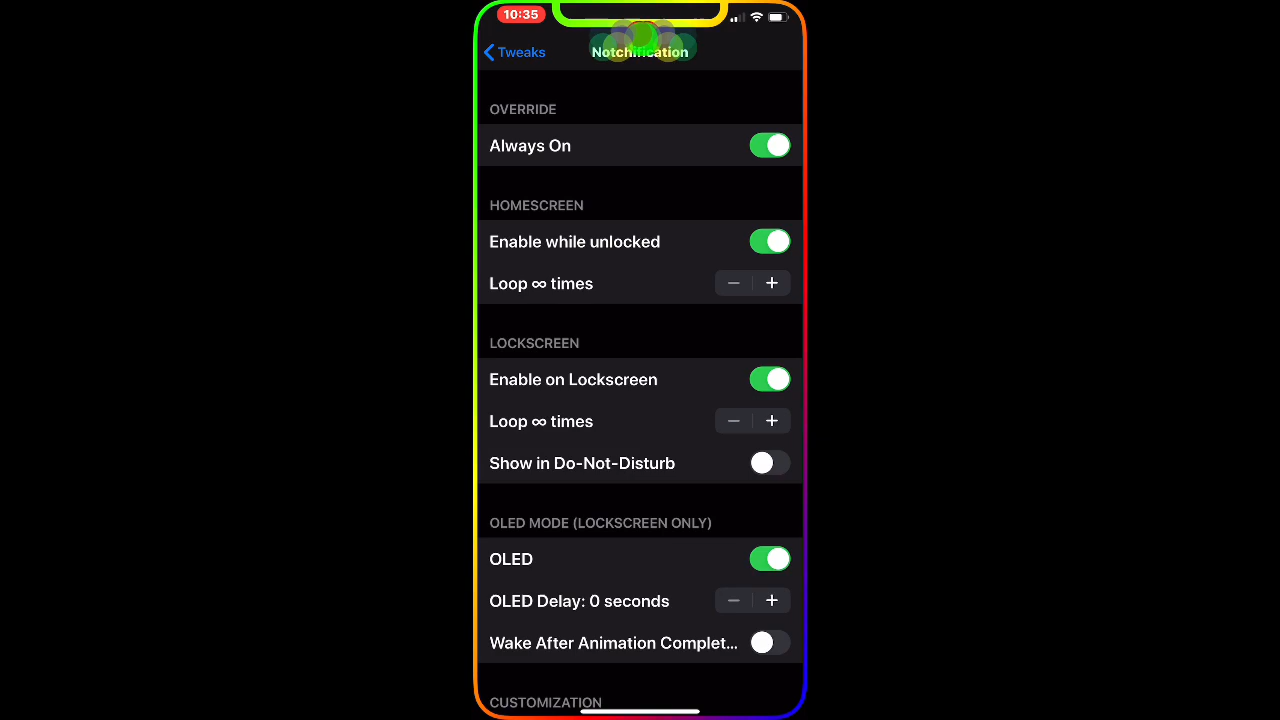 10:35
Tweaks
Notchification
OVERRIDE
Always On
HOMESCREEN
Enable while unlocked
Loop ∞ times
LOCKSCREEN
Enable on Lockscreen
Loop ∞ times
Show in Do-Not-Disturb
OLED MODE (LOCKSCREEN ONLY)
OLED
OLED Delay: 0 seconds
Wake After Animation Complet...
CUSTOMIZATION